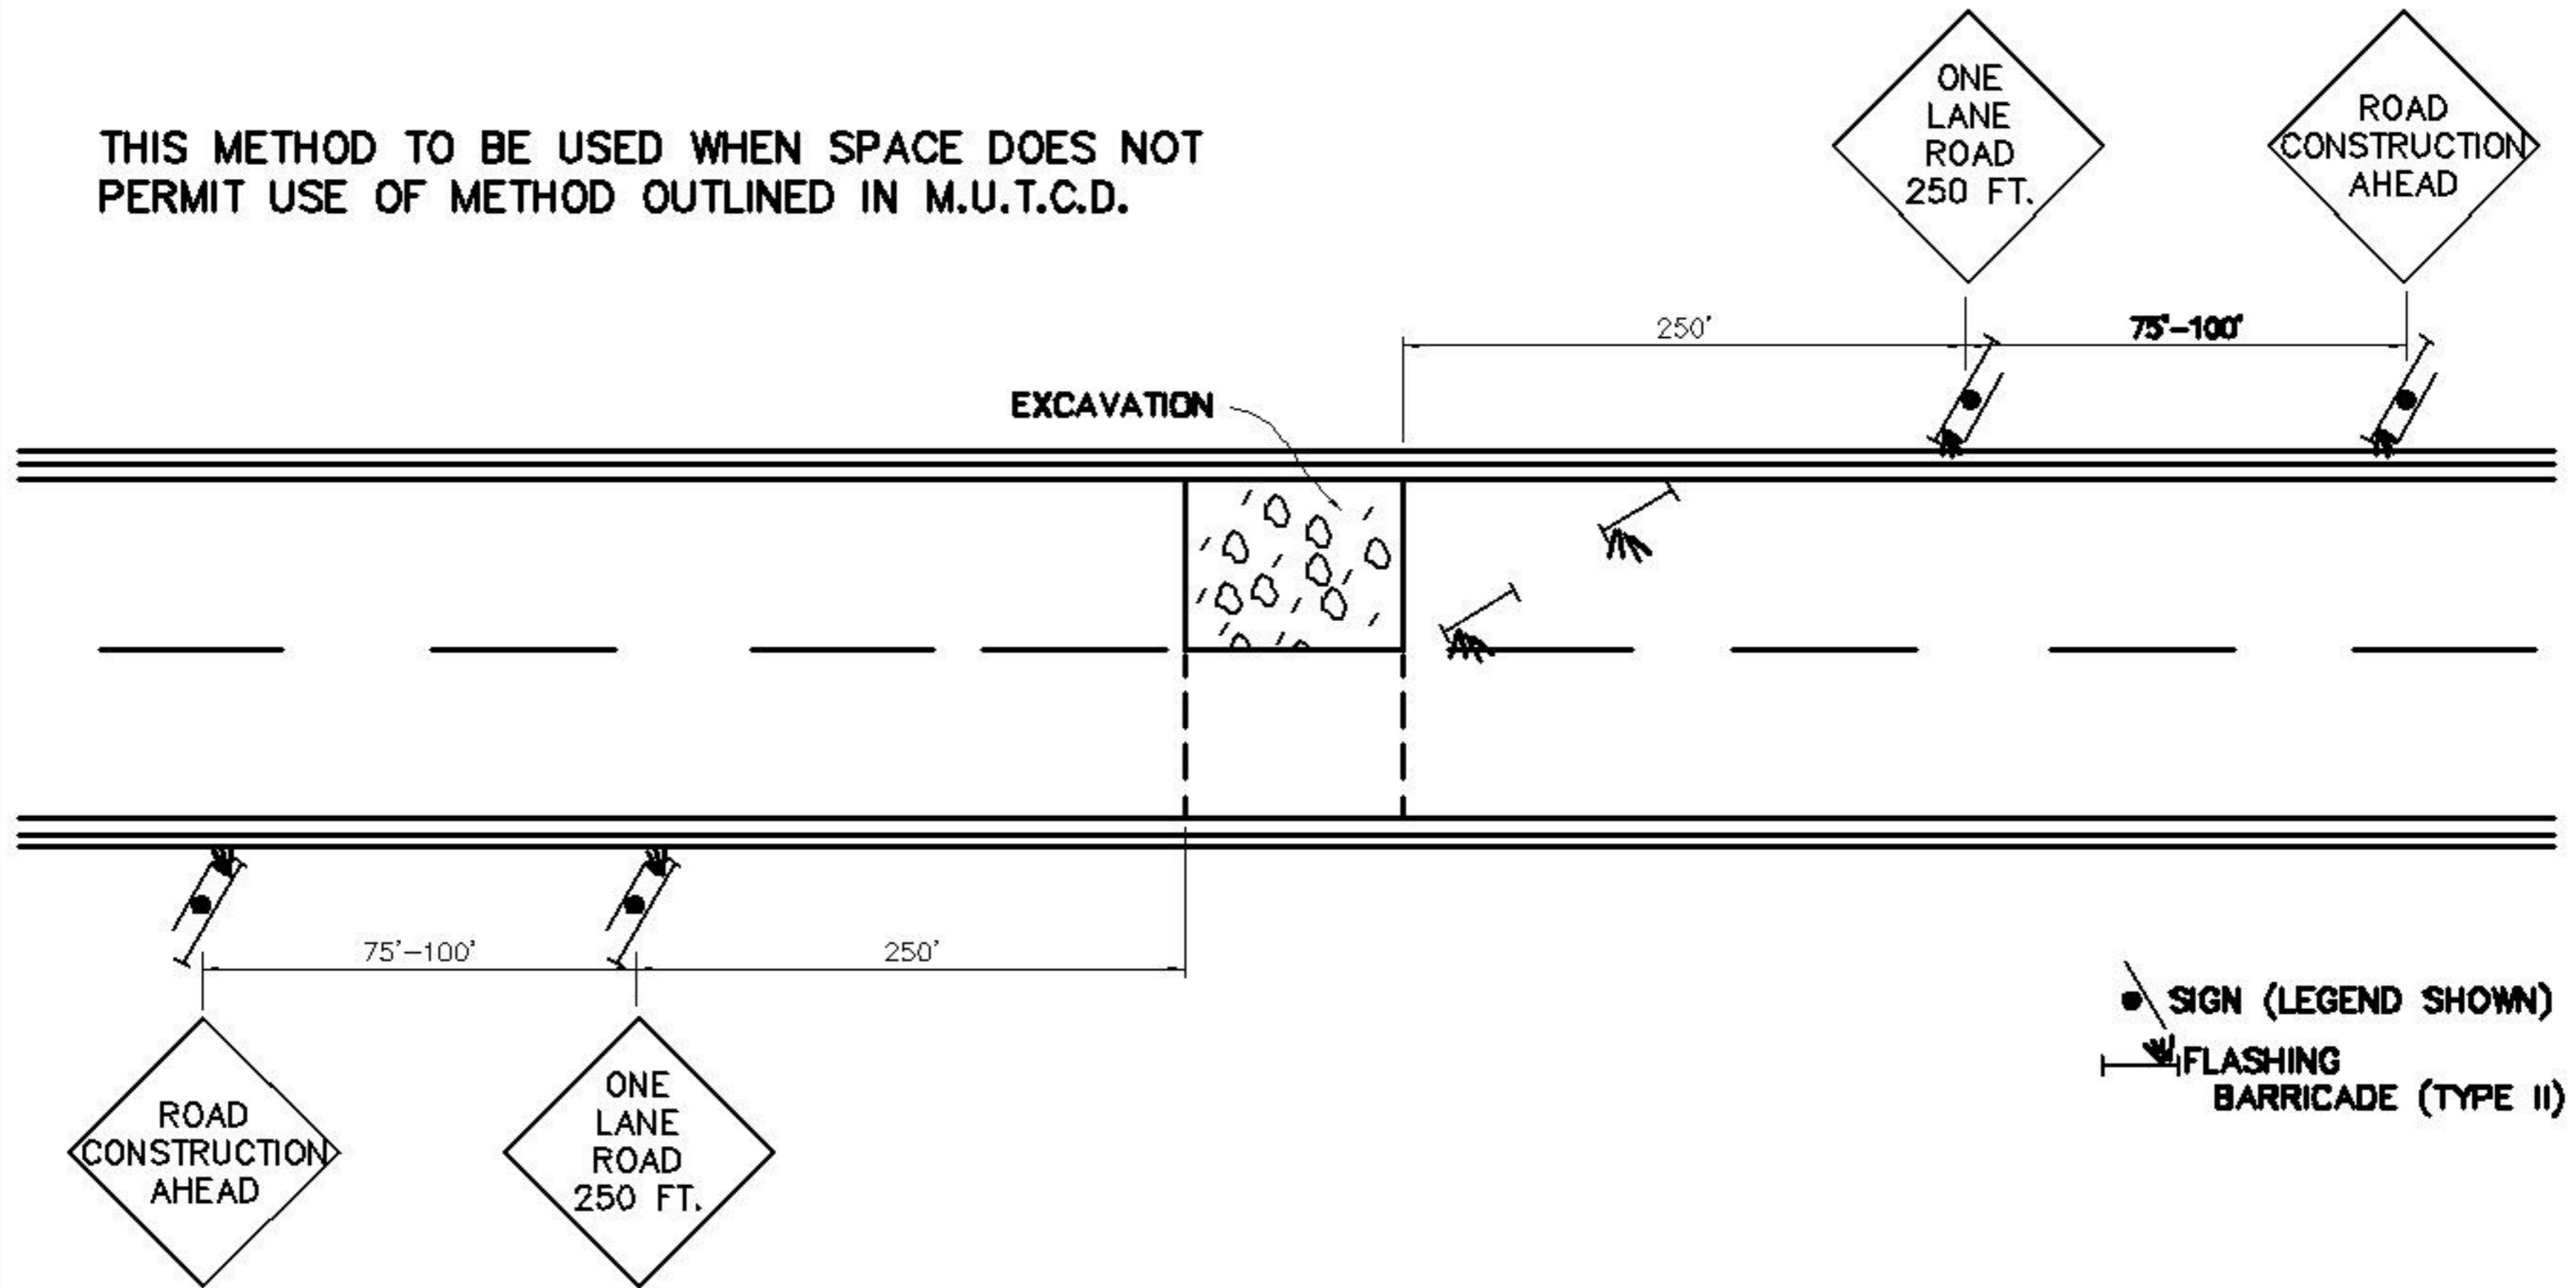 THIS METHOD TO BE USED WHEN SPACE DOES NOT
PERMIT USE OF METHOD OUTLINED IN M.U.T.C.D.
ONE
LANE
ROAD
250 FT.
ROAD
CONSTRUCTION
AHEAD
250'
75'-100'
EXCAVATION
75'-100'
250'
ROAD
CONSTRUCTION
AHEAD
ONE
LANE
ROAD
250 FT.
SIGN (LEGEND SHOWN)
FLASHING
BARRICADE (TYPE II)